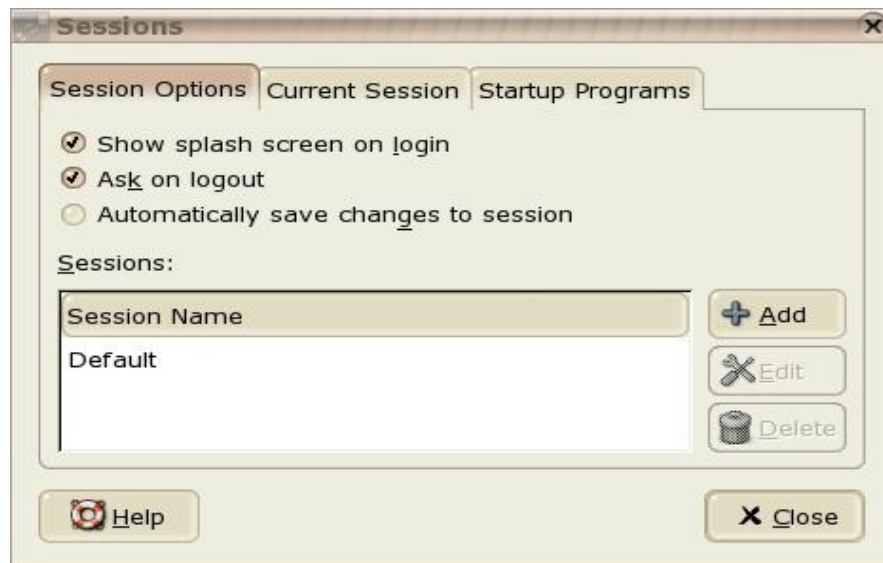 Sessions
Session Options
Current Session
Startup Programs
Show splash screen on login
Ask on logout
Automatically save changes to session
Sessions:
Session Name
Default
Add
Edit
Delete
Help
Close